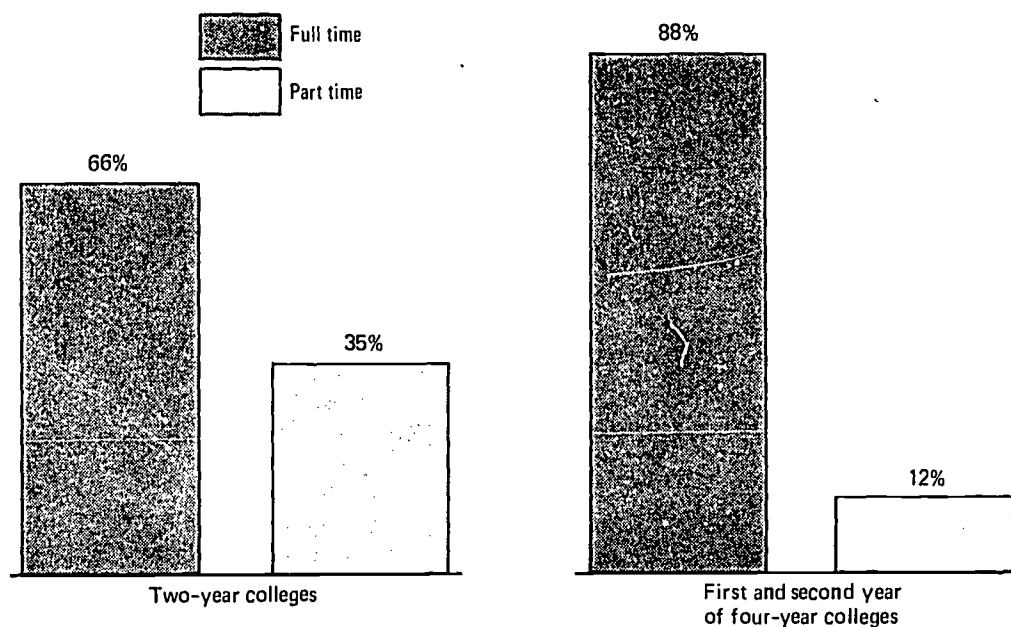 Full time
Part time
66%
35%
88%
12%
Two-year colleges
First and second year
of four-year colleges